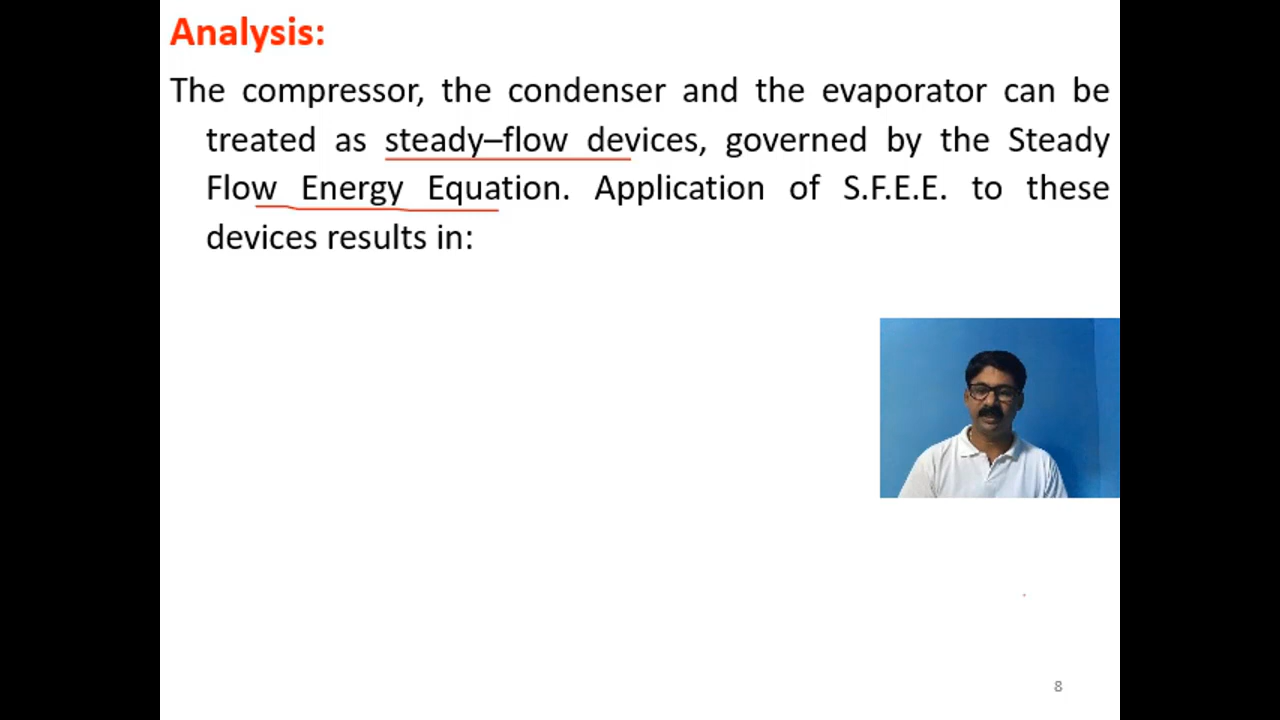 Analysis:
The compressor, the condenser and the evaporator can be
treated as steady–flow devices, governed by the Steady
Flow Energy Equation. Application of S.F.E.E. to these
devices results in:
8